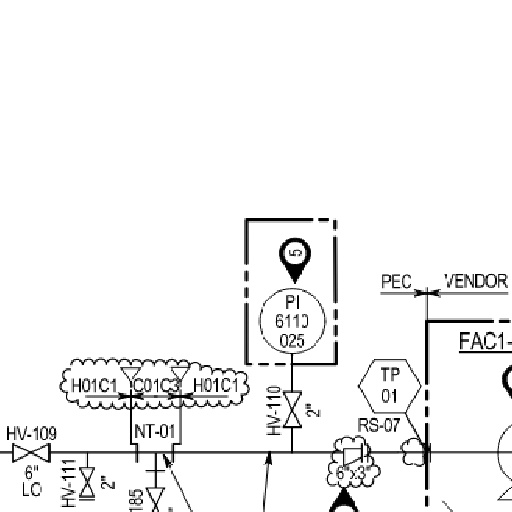 5
PI
6110
025
PEC
VENDOR
FAC1-
TP
01
H01C1
C01C3
H01C1
HV-110
2"
RS-07
NT-01
HV-109
6"
LO
HV-111
2"
6"x3"
185